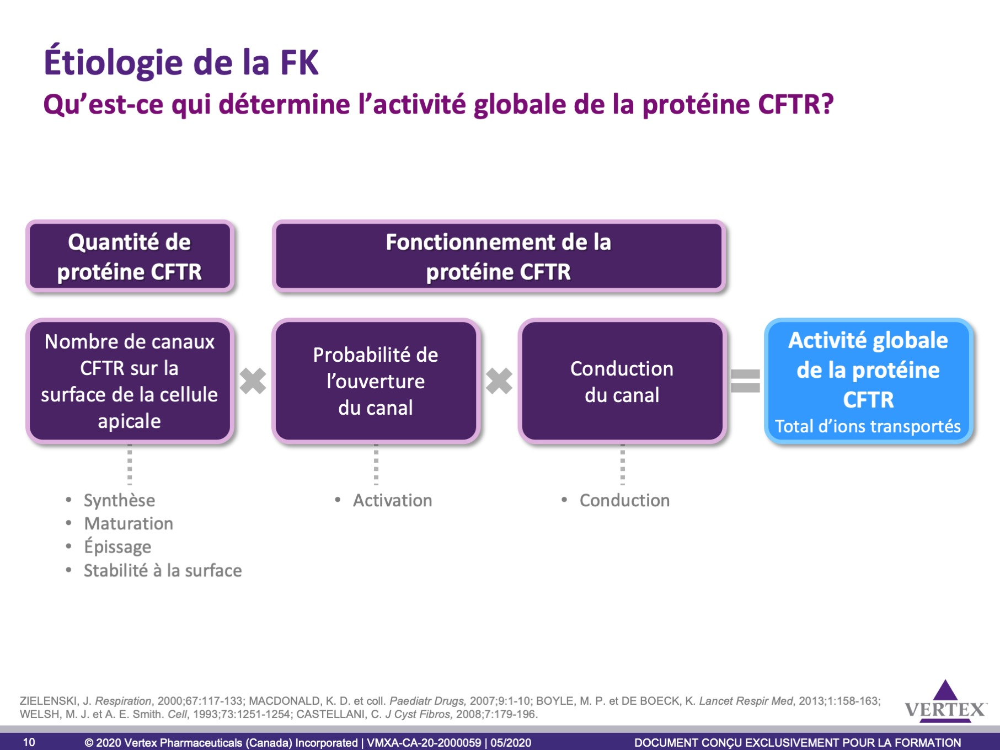 Étiologie de la FK
Qu’est-ce qui détermine l’activité globale de la protéine CFTR?
Quantité de
protéine CFTR
Fonctionnement de la
protéine CFTR
Nombre de canaux
CFTR sur la
surface de la cellule
apicale
Probabilité de
l’ouverture
du canal
Conduction
du canal
Activité globale
de la protéine
CFTR
Total d’ions transportés
• Synthèse
• Maturation
• Épissage
• Stabilité à la surface
• Activation
• Conduction
ZIELENSKI, J. Respiration, 2000;67:117-133; MACDONALD, K. D. et coll. Paediatr Drugs, 2007;9:1-10; BOYLE, M. P. et DE BOECK, K. Lancet Respir Med, 2013;1:158-163;
WELSH, M. J. et A. E. Smith. Cell, 1993;73:1251-1254; CASTELLANI, C. J Cyst Fibros, 2008;7:179-196.
VERTEX
10 © 2020 Vertex Pharmaceuticals (Canada) Incorporated | VMXA-CA-20-2000059 | 05/2020 DOCUMENT CONÇU EXCLUSIVEMENT POUR LA FORMATION